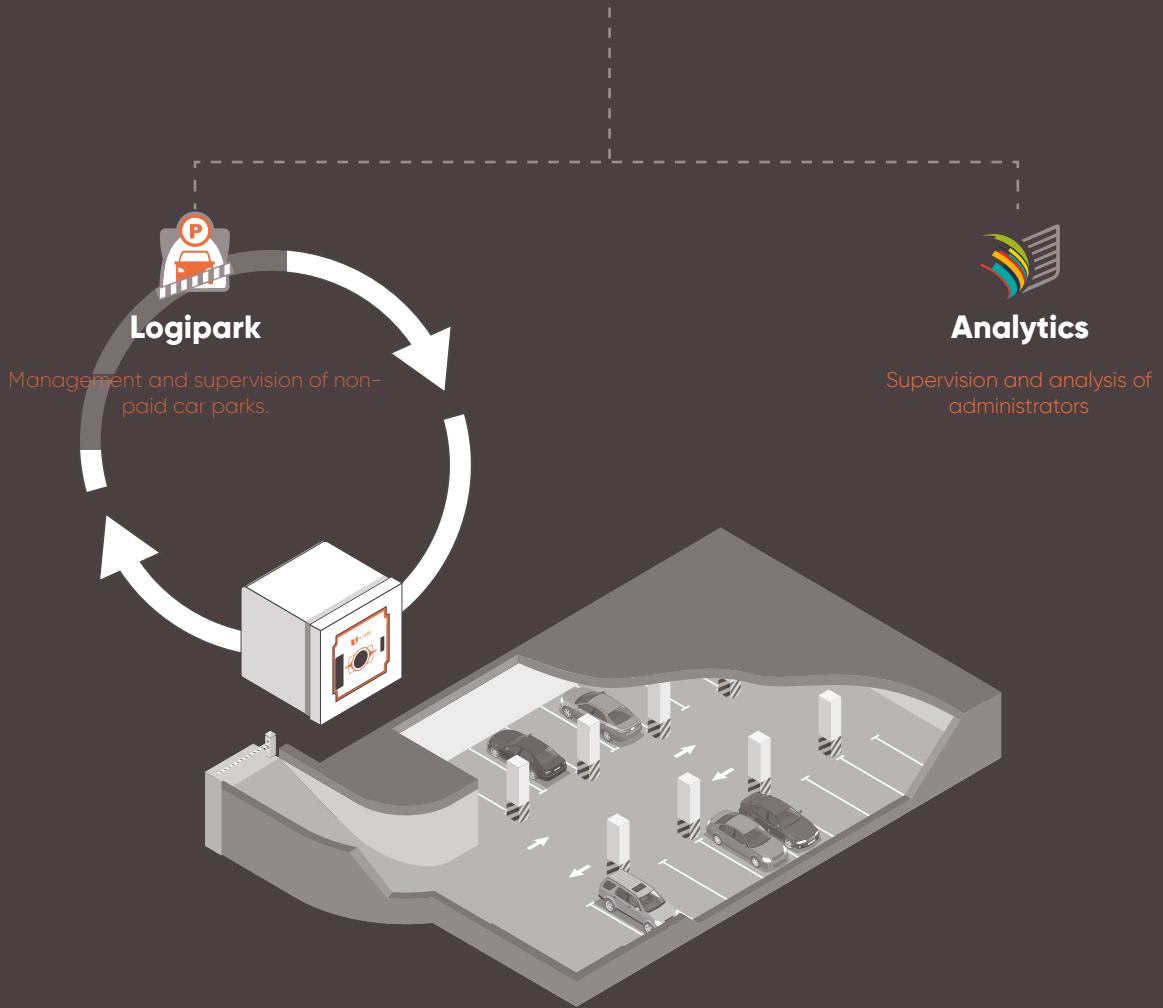 P
Logipark
Management and supervision of non-
paid car parks.
Analytics
Supervision and analysis of
administrators